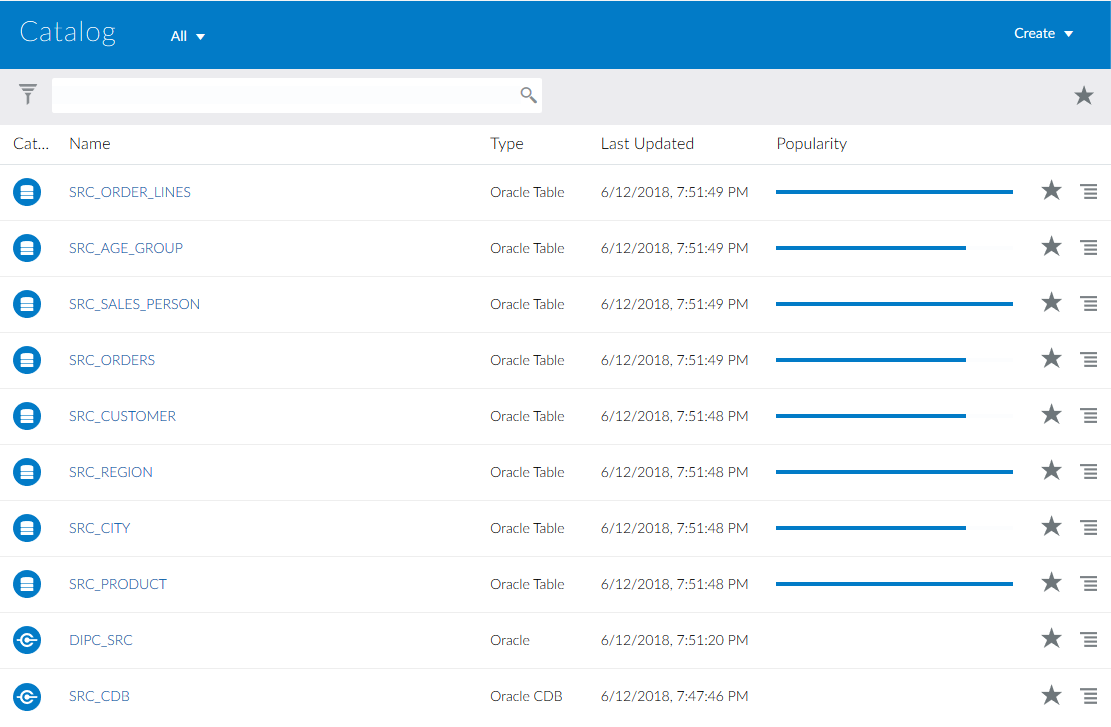 Catalog All Create
Cat... Name Type Last Updated Popularity
SRC_ORDER_LINES Oracle Table 6/12/2018, 7:51:49 PM
SRC_AGE_GROUP Oracle Table 6/12/2018, 7:51:49 PM
SRC_SALES_PERSON Oracle Table 6/12/2018, 7:51:49 PM
SRC_ORDERS Oracle Table 6/12/2018, 7:51:49 PM
SRC_CUSTOMER Oracle Table 6/12/2018, 7:51:48 PM
SRC_REGION Oracle Table 6/12/2018, 7:51:48 PM
SRC_CITY Oracle Table 6/12/2018, 7:51:48 PM
SRC_PRODUCT Oracle Table 6/12/2018, 7:51:48 PM
DIPC_SRC Oracle 6/12/2018, 7:51:20 PM
SRC_CDB Oracle CDB 6/12/2018, 7:47:46 PM